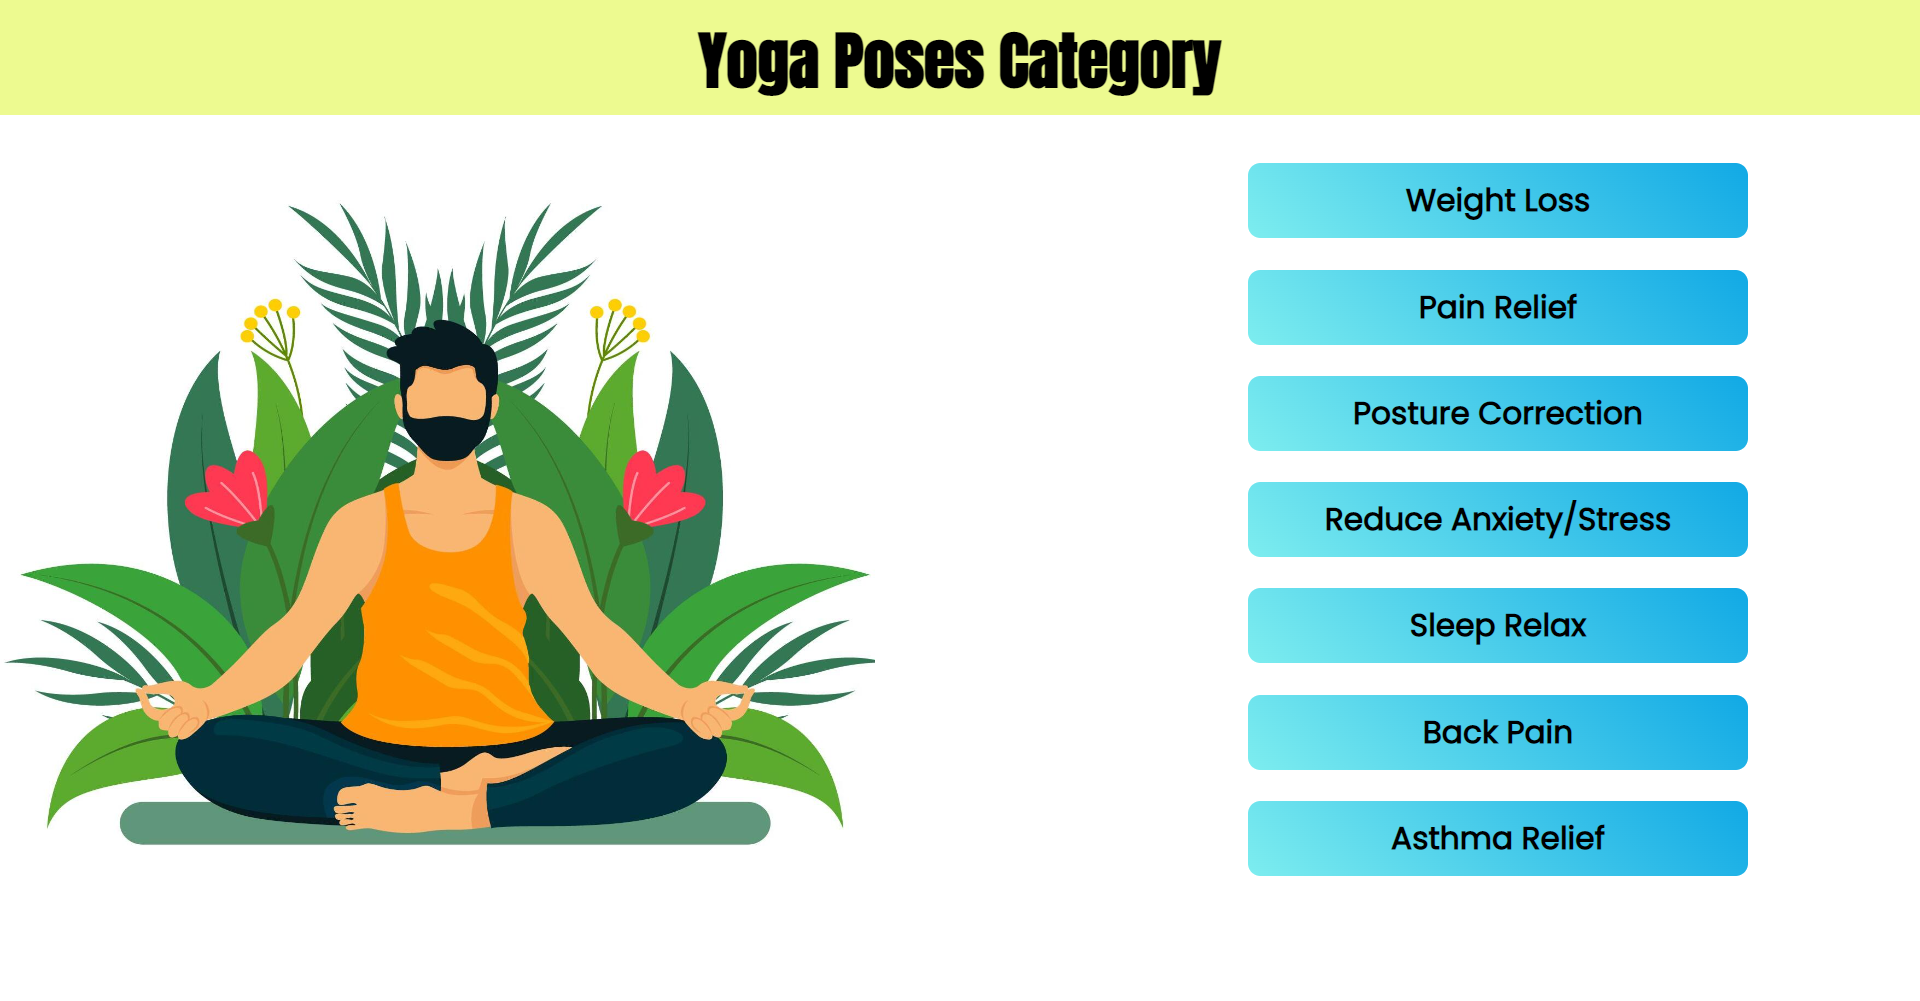 Yoga Poses Category
Weight Loss
Pain Relief
Posture Correction
Reduce Anxiety/Stress
Sleep Relax
Back Pain
Asthma Relief